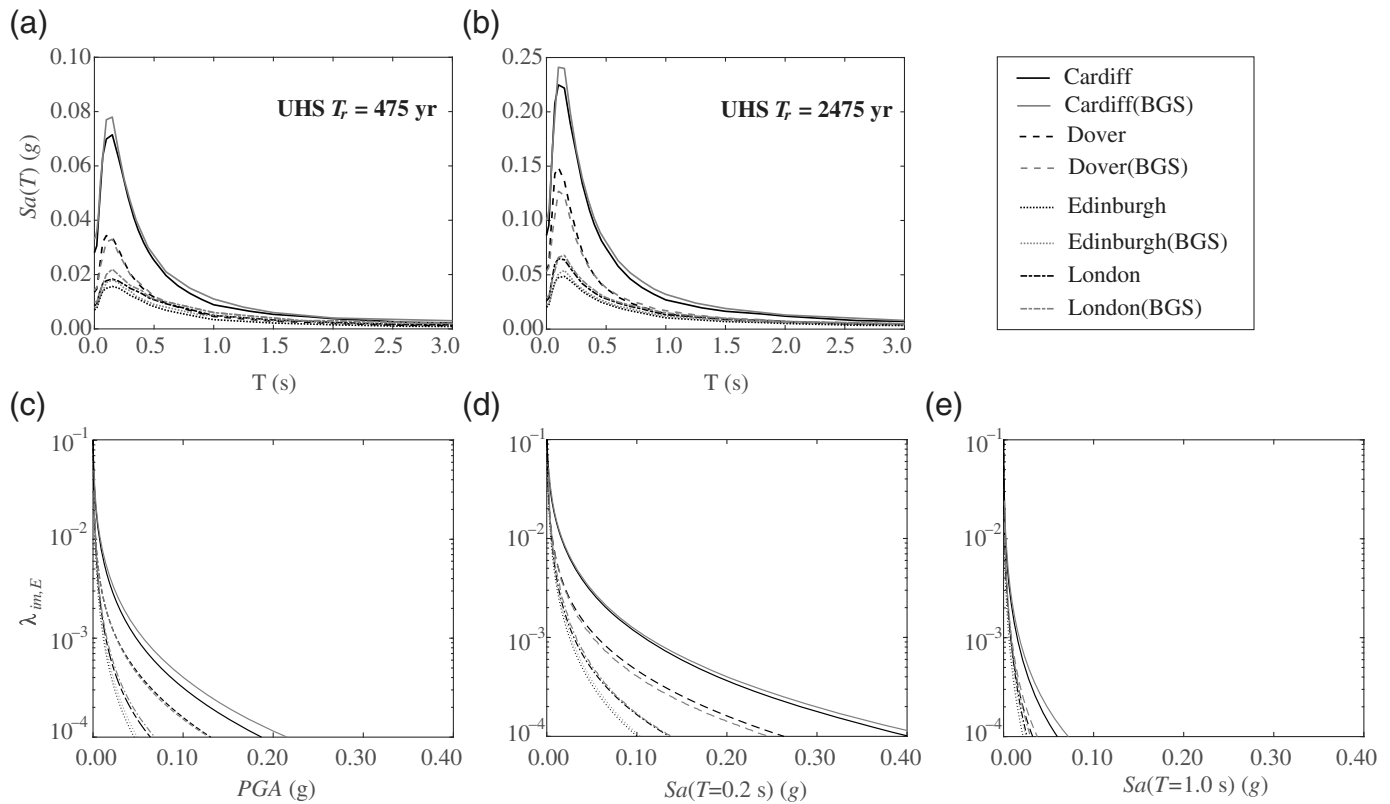 (a)
0.10
0.08
0.06
0.04
0.02
0.00
Sa(T) (g)
UHS Tᵣ = 475 yr
0.0 0.5 1.0 1.5 2.0 2.5 3.0
T (s)
(b)
0.25
0.20
0.15
0.10
0.05
0.00
UHS Tᵣ = 2475 yr
0.0 0.5 1.0 1.5 2.0 2.5 3.0
T (s)
Cardiff
Cardiff(BGS)
Dover
Dover(BGS)
Edinburgh
Edinburgh(BGS)
London
London(BGS)
(c)
10⁻¹
10⁻²
10⁻³
10⁻⁴
λ im,E
0.00 0.10 0.20 0.30 0.40
PGA (g)
(d)
10⁻¹
10⁻²
10⁻³
10⁻⁴
0.00 0.10 0.20 0.30 0.40
Sa(T=0.2 s) (g)
(e)
10⁻¹
10⁻²
10⁻³
10⁻⁴
0.00 0.10 0.20 0.30 0.40
Sa(T=1.0 s) (g)